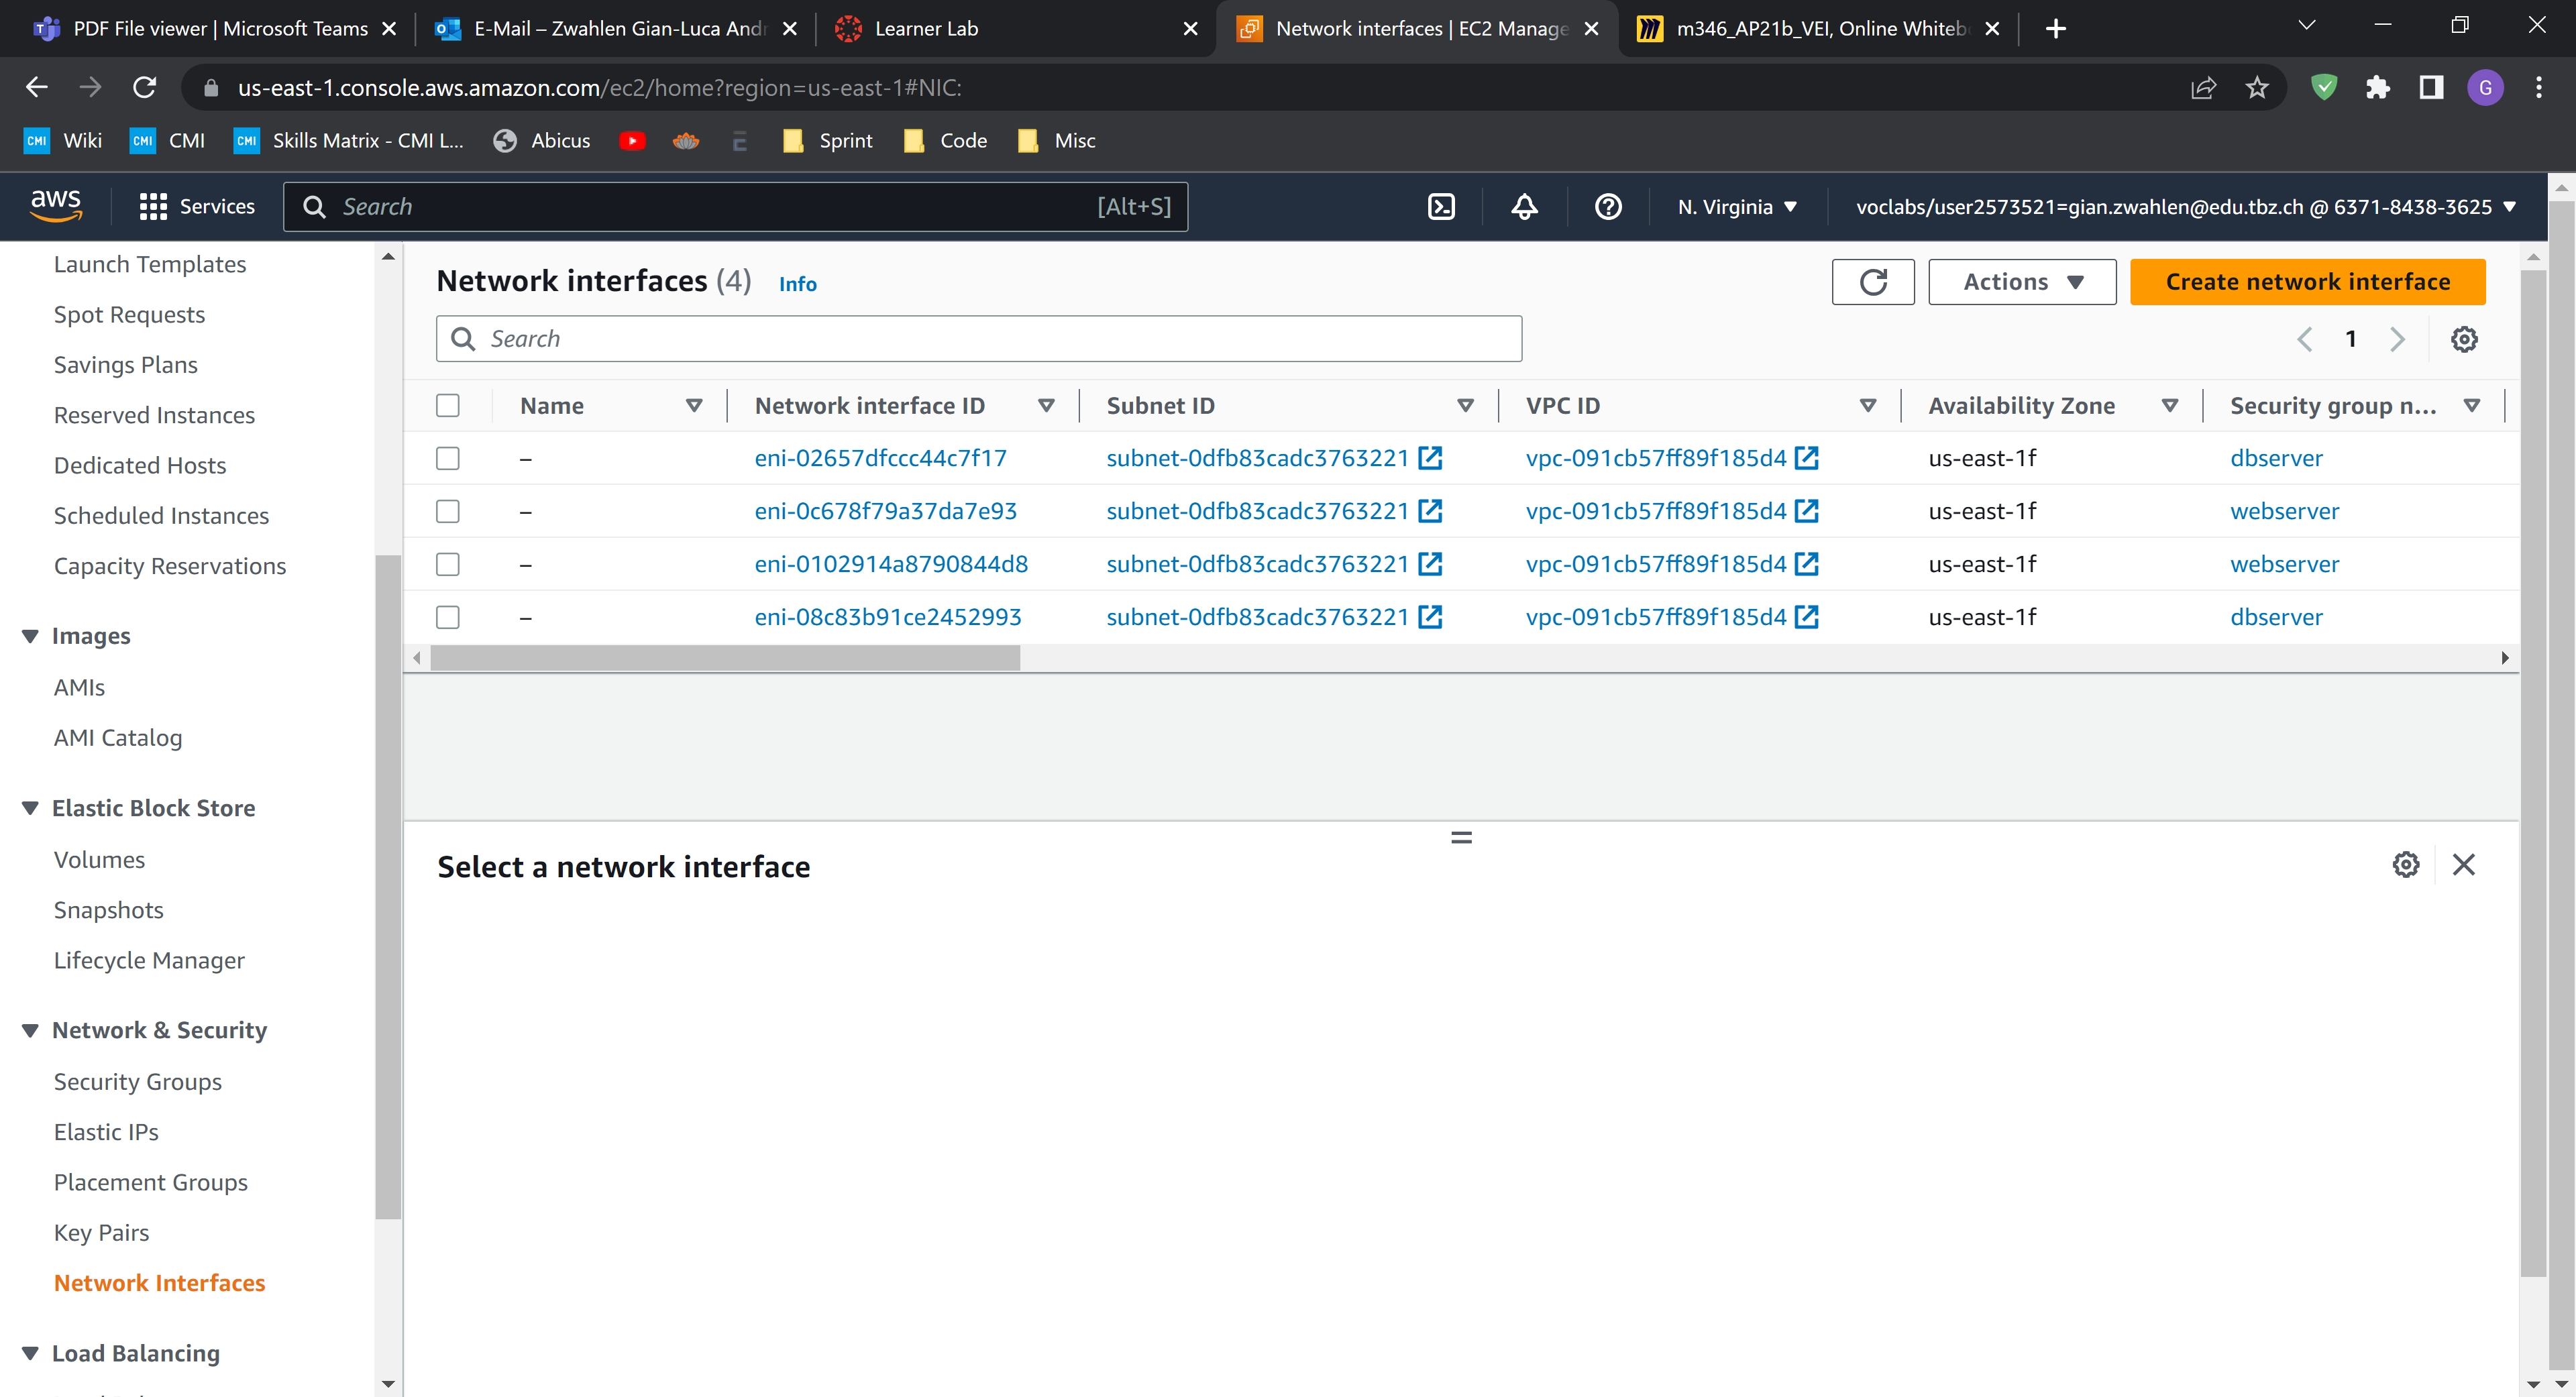 PDF File viewer | Microsoft Teams
E-Mail – Zwahlen Gian-Luca Andr
Learner Lab
Network interfaces | EC2 Manage
m346_AP21b_VEI, Online Whitebo
us-east-1.console.aws.amazon.com/ec2/home?region=us-east-1#NIC:
G
CMI Wiki
CMI CMI
CMI Skills Matrix - CMI L...
Abicus
Sprint
Code
Misc
aws
Services
Search
[Alt+S]
N. Virginia
voclabs/user2573521=gian.zwahlen@edu.tbz.ch @ 6371-8438-3625
Launch Templates
Spot Requests
Savings Plans
Reserved Instances
Dedicated Hosts
Scheduled Instances
Capacity Reservations
Images
AMIs
AMI Catalog
Elastic Block Store
Volumes
Snapshots
Lifecycle Manager
Network & Security
Security Groups
Elastic IPs
Placement Groups
Key Pairs
Network Interfaces
Load Balancing
Network interfaces (4) Info
Actions
Create network interface
Search
1
Name Network interface ID Subnet ID VPC ID Availability Zone Security group n...
– eni-02657dfccc44c7f17 subnet-0dfb83cadc3763221 vpc-091cb57ff89f185d4 us-east-1f dbserver
– eni-0c678f79a37da7e93 subnet-0dfb83cadc3763221 vpc-091cb57ff89f185d4 us-east-1f webserver
– eni-0102914a8790844d8 subnet-0dfb83cadc3763221 vpc-091cb57ff89f185d4 us-east-1f webserver
– eni-08c83b91ce2452993 subnet-0dfb83cadc3763221 vpc-091cb57ff89f185d4 us-east-1f dbserver
Select a network interface